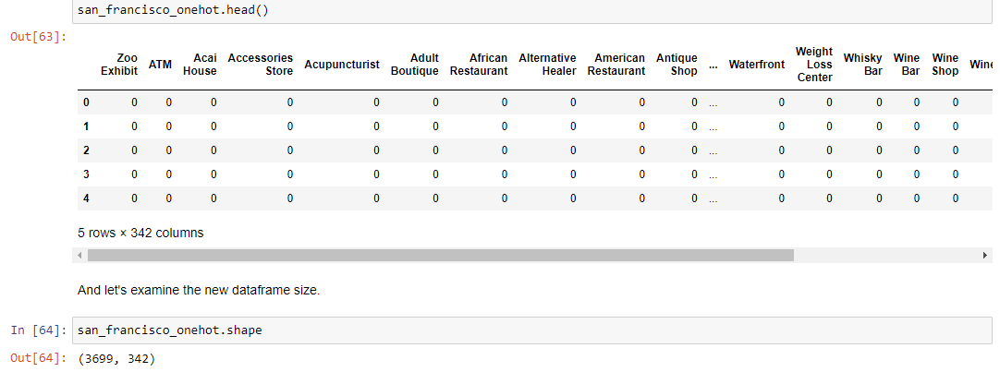 san_francisco_onehot.head()
Out[63]:
Zoo Exhibit ATM Acai House Accessories Store Acupuncturist Adult Boutique African Restaurant Alternative Healer American Restaurant Antique Shop ... Waterfront Weight Loss Center Whisky Bar Wine Bar Wine Shop Wine
0 0 0 0 0 0 0 0 0 0 0 ... 0 0 0 0 0
1 0 0 0 0 0 0 0 0 0 0 ... 0 0 0 0 0
2 0 0 0 0 0 0 0 0 0 0 ... 0 0 0 0 0
3 0 0 0 0 0 0 0 0 0 0 ... 0 0 0 0 0
4 0 0 0 0 0 0 0 0 0 0 ... 0 0 0 0 0
5 rows × 342 columns
And let's examine the new dataframe size.
In [64]: san_francisco_onehot.shape
Out[64]: (3699, 342)